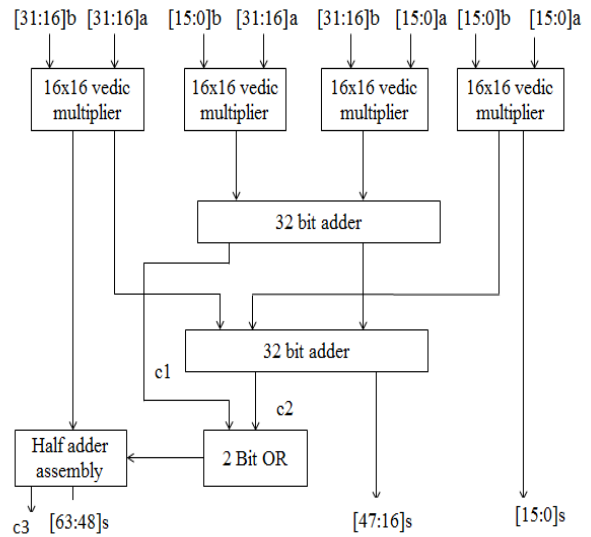 [31:16]b [31:16]a [15:0]b [31:16]a [31:16]b [15:0]a [15:0]b [15:0]a
16x16 vedic multiplier
16x16 vedic multiplier
16x16 vedic multiplier
16x16 vedic multiplier
32 bit adder
32 bit adder
c1
c2
Half adder assembly
2 Bit OR
c3 [63:48]s [47:16]s [15:0]s